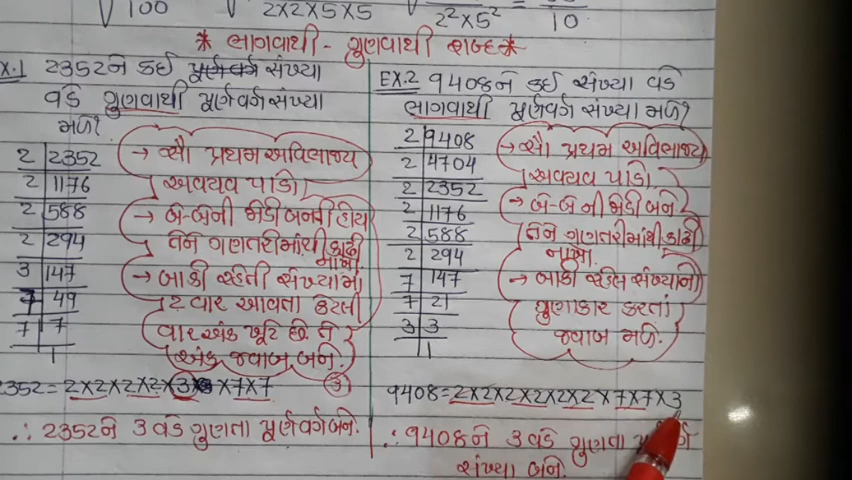 √100 √2×2×5×5 √2²×5² = 10
* ભાગવાથી - ગુણવાથી શબ્દ *
x.1 2352ને કઈ પૂર્ણવર્ગ સંખ્યા
વડે ગુણવાથી પૂર્ણવર્ગ સંખ્યા
મળે?
2 2352
2 1176
2 588
2 294
3 147
7 49
7 7
1
→ સૌ પ્રથમ અવિભાજ્ય
અવયવ પાડો.
→ બે-બેની જોડી બનતી હોય
તેને ગણતરીમાંથી કાઢી
નાખો.
→ બાકી રહેતી સંખ્યામાં
2 વાર આવતા કેટલી
વાર અંક ખૂટે છે. તે
અંક જવાબ બને.
2352 = 2×2×2×2×3×7×7 (3)
∴ 2352ને 3 વડે ગુણતા પૂર્ણવર્ગ બને.
EX.2 9408ને કઈ સંખ્યા વડે
ભાગવાથી પૂર્ણવર્ગ સંખ્યા મળે?
2 9408
2 4704
2 2352
2 1176
2 588
2 294
7 147
7 21
3 3
1
→ સૌ પ્રથમ અવિભાજ્ય
અવયવ પાડો.
→ બે-બેની જોડી બને
તેને ગણતરીમાંથી કાઢી
નાખો.
→ બાકી રહેલ સંખ્યાનો
ગુણાકાર કરતાં
જવાબ મળે.
9408 = 2×2×2×2×2×2×7×7×3
∴ 9408ને 3 વડે ગુણતા
સંખ્યા બને.